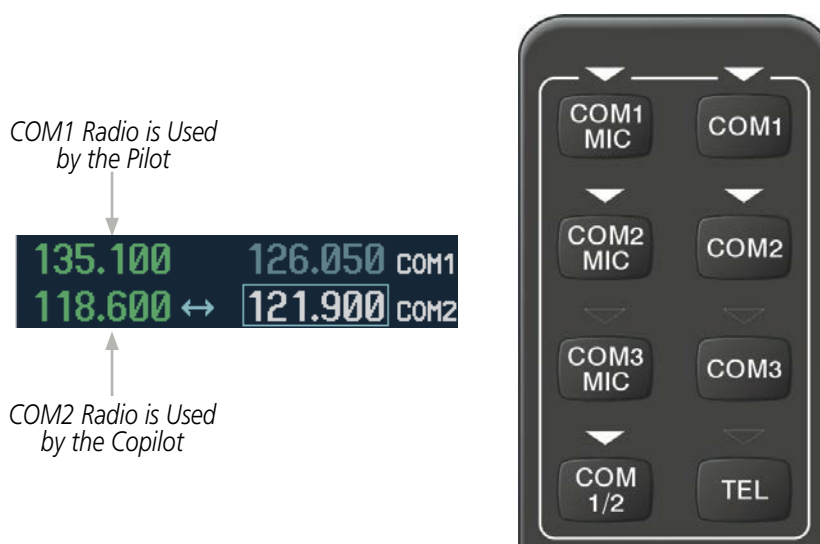 COM1 Radio is Used
by the Pilot
135.100 126.050 COM1
118.600 ↔ 121.900 COM2
COM2 Radio is Used
by the Copilot
COM1
MIC
COM1
COM2
MIC
COM2
COM3
MIC
COM3
COM
1/2
TEL